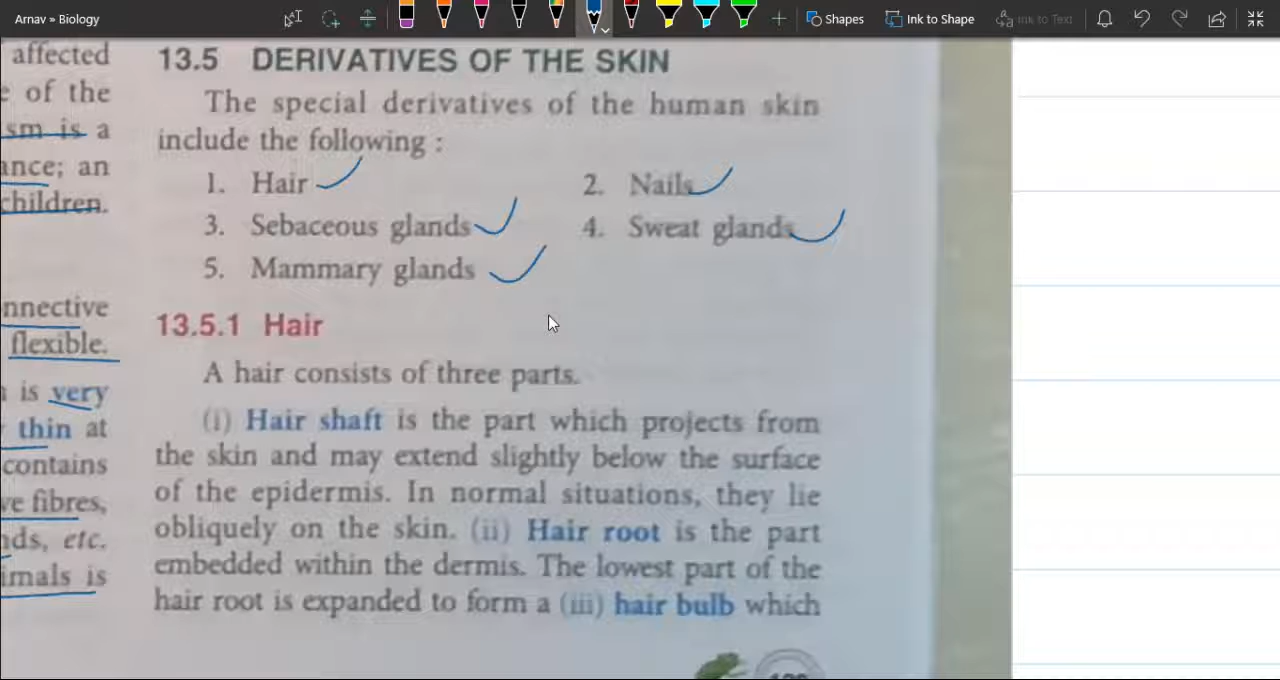 Arnav » Biology
Shapes
Ink to Shape
Ink to Text
affected
e of the
sm is a
ance; an
children.
nnective
flexible.
is very
thin at
contains
ve fibres,
nds, etc.
imals is
13.5 DERIVATIVES OF THE SKIN
The special derivatives of the human skin
include the following :
1. Hair 2. Nails
3. Sebaceous glands 4. Sweat glands
5. Mammary glands
13.5.1 Hair
A hair consists of three parts.
(i) Hair shaft is the part which projects from
the skin and may extend slightly below the surface
of the epidermis. In normal situations, they lie
obliquely on the skin. (ii) Hair root is the part
embedded within the dermis. The lowest part of the
hair root is expanded to form a (iii) hair bulb which